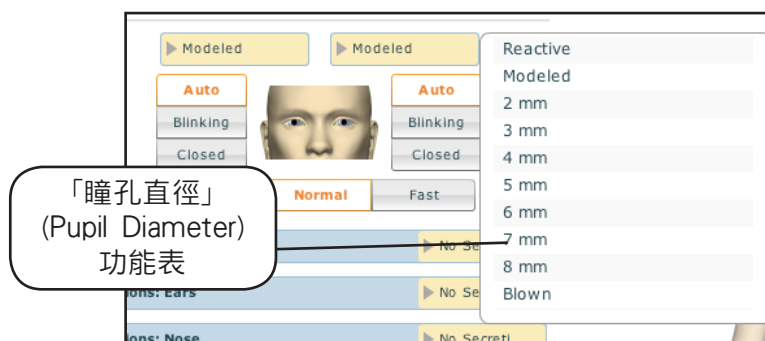 Modeled
Modeled
Auto
Blinking
Closed
Auto
Blinking
Closed
Normal
Fast
Reactive
Modeled
2 mm
3 mm
4 mm
5 mm
6 mm
7 mm
8 mm
Blown
「瞳孔直徑」
(Pupil Diameter)
功能表
No Se
ions: Ears
No Se
ions: Nose
No Secreti